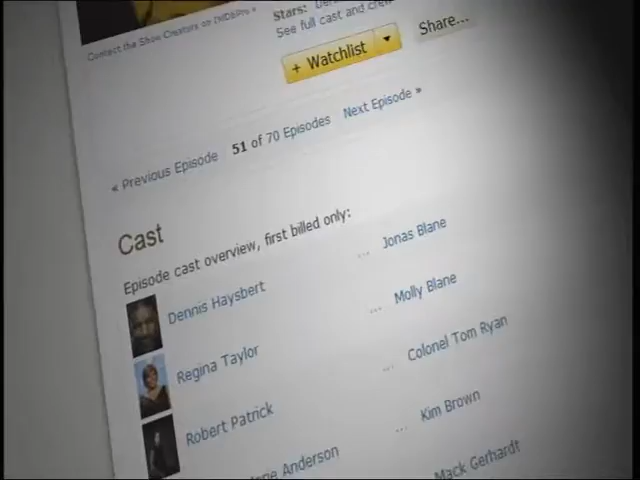 Contact the Show Creators on IMDbPro »
Stars:
See full cast and crew
+ Watchlist
Share...
« Previous Episode 51 of 70 Episodes Next Episode »
Cast
Episode cast overview, first billed only:
Dennis Haysbert ... Jonas Blane
Regina Taylor ... Molly Blane
Robert Patrick ... Colonel Tom Ryan
Anderson ... Kim Brown
Mack Gerhardt